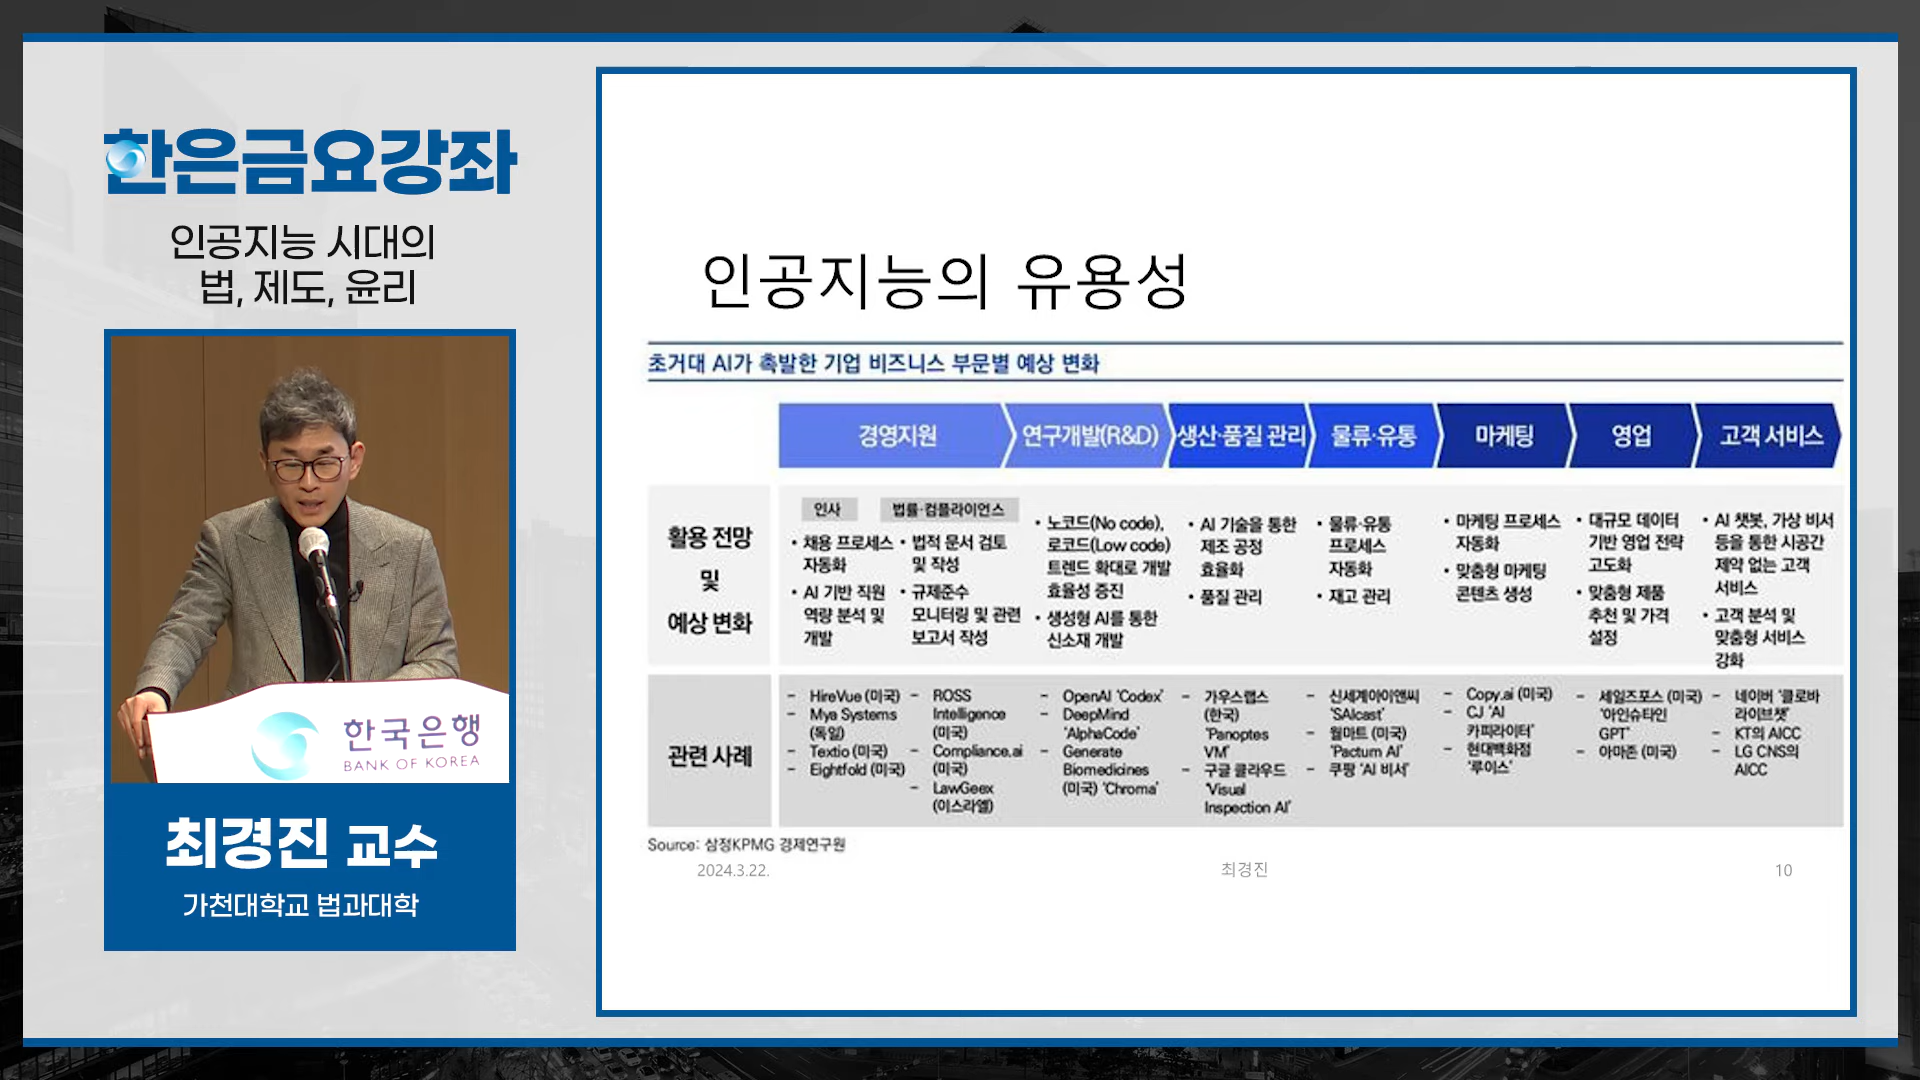 한은금요강좌
인공지능 시대의
법, 제도, 윤리
한국은행
BANK OF KOREA
최경진 교수
가천대학교 법과대학
인공지능의 유용성
초거대 AI가 촉발한 기업 비즈니스 부문별 예상 변화
경영지원
연구개발(R&D)
생산·품질 관리
물류·유통
마케팅
영업
고객 서비스
활용 전망
및
예상 변화
인사
• 채용 프로세스
자동화
• AI 기반 직원
역량 분석 및
개발
법률·컴플라이언스
• 법적 문서 검토
및 작성
• 규제준수
모니터링 및 관련
보고서 작성
• 노코드(No code),
로코드(Low code)
트렌드 확대로 개발
효율성 증진
• 생성형 AI를 통한
신소재 개발
• AI 기술을 통한
제조 공정
효율화
• 품질 관리
• 물류·유통
프로세스
자동화
• 재고 관리
• 마케팅 프로세스
자동화
• 맞춤형 마케팅
콘텐츠 생성
• 대규모 데이터
기반 영업 전략
고도화
• 맞춤형 제품
추천 및 가격
설정
• AI 챗봇, 가상 비서
등을 통한 시공간
제약 없는 고객
서비스
• 고객 분석 및
맞춤형 서비스
강화
관련 사례
– HireVue (미국)
– Mya Systems
(독일)
– Textio (미국)
– Eightfold (미국)
– ROSS
Intelligence
(미국)
– Compliance.ai
(미국)
– LawGeex
(이스라엘)
– OpenAI ‘Codex’
– DeepMind
‘AlphaCode’
– Generate
Biomedicines
(미국) ‘Chroma’
– 가우스랩스
(한국)
‘Panoptes
VM’
– 구글 클라우드
‘Visual
Inspection AI’
– 신세계아이앤씨
‘SAIcast’
– 월마트 (미국)
‘Pactum AI’
– 쿠팡 ‘AI 비서’
– Copy.ai (미국)
– CJ ‘AI
카피라이터’
– 현대백화점
‘루이스’
– 세일즈포스 (미국)
‘아인슈타인
GPT’
– 아마존 (미국)
– 네이버 ‘클로바
라이브챗’
– KT의 AICC
– LG CNS의
AICC
Source: 삼정KPMG 경제연구원
2024.3.22.
최경진
10